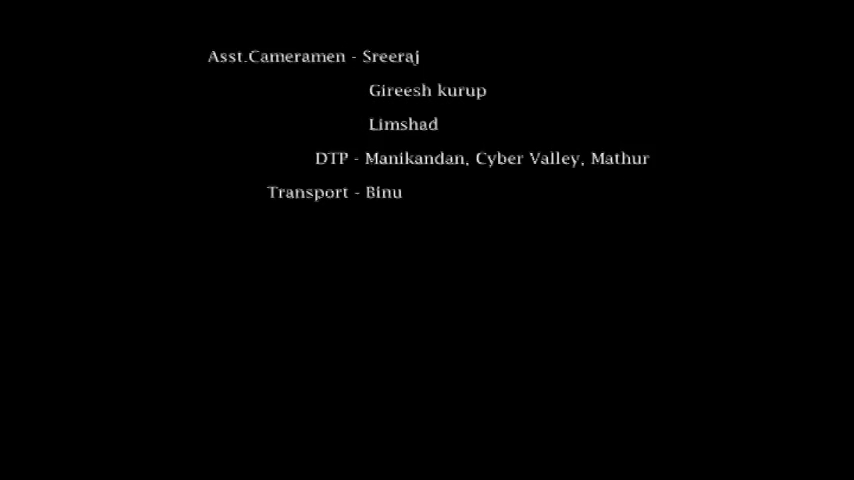 Asst.Cameramen - Sreeraj
Gireesh kurup
Limshad
DTP - Manikandan, Cyber Valley, Mathur
Transport - Binu